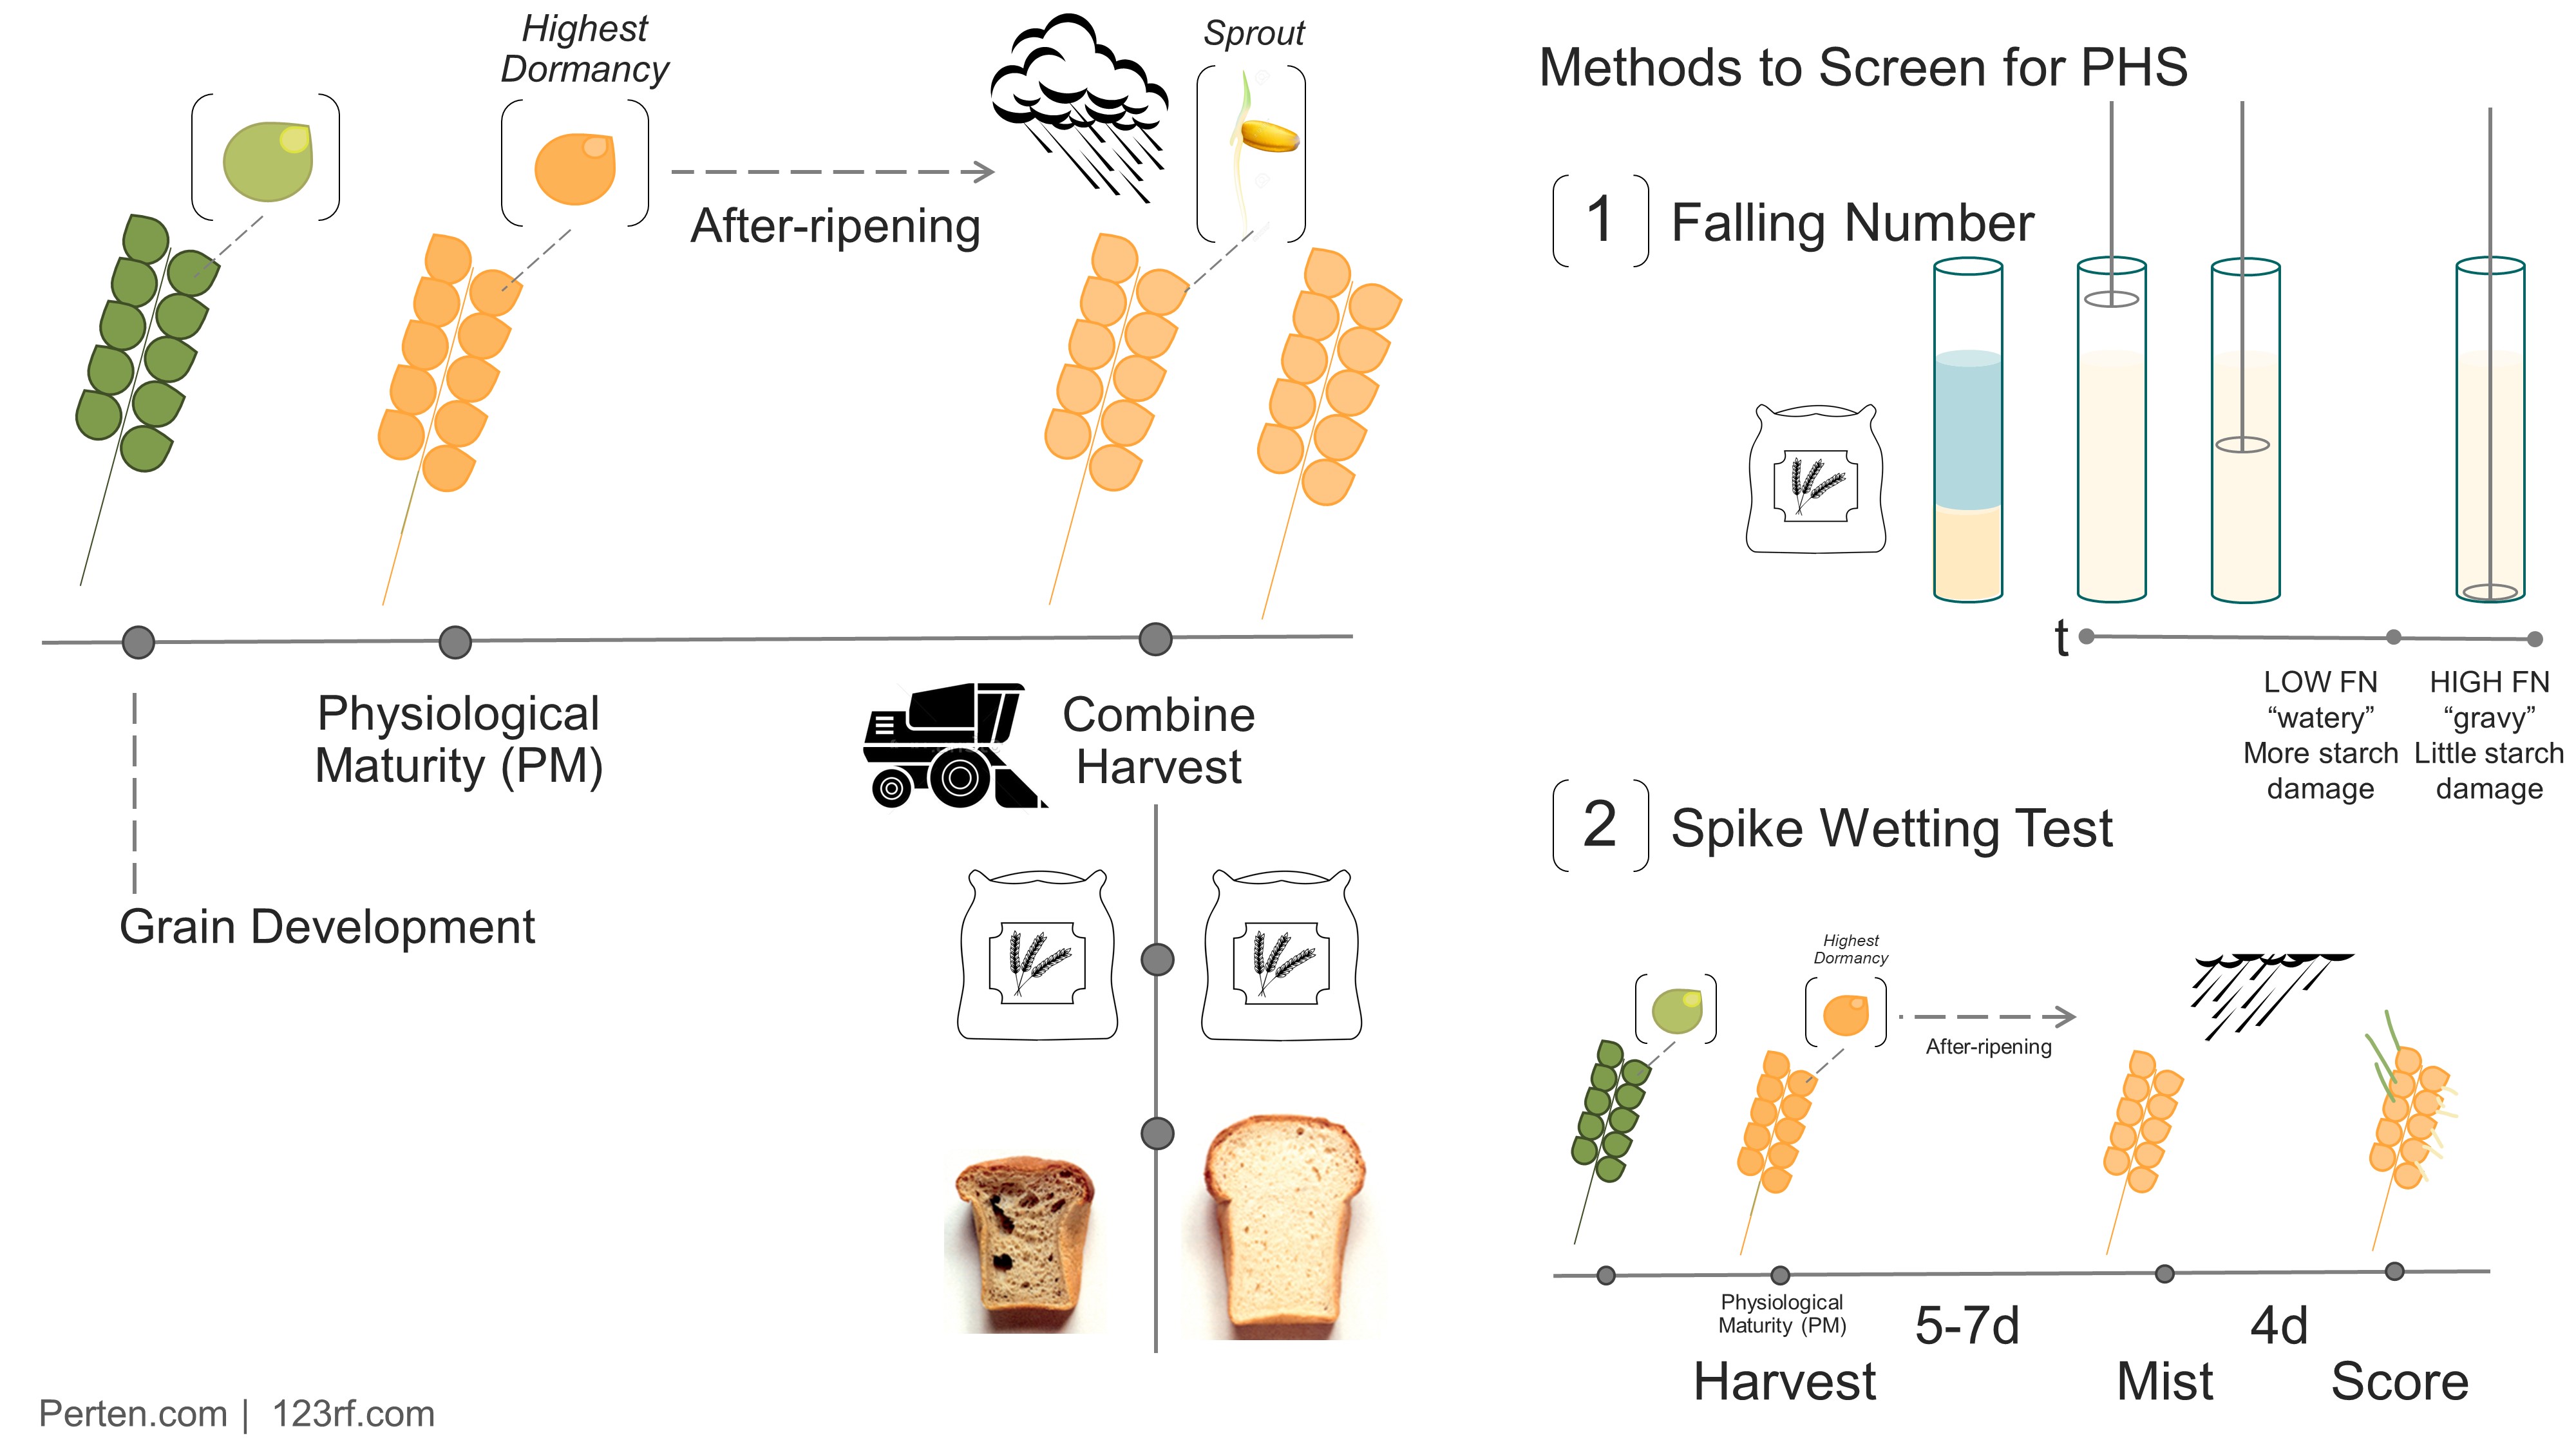 Highest
Dormancy
After-ripening
Sprout
Physiological
Maturity (PM)
Grain Development
Combine
Harvest
Perten.com | 123rf.com
Methods to Screen for PHS
1 Falling Number
t
LOW FN
“watery”
More starch
damage
HIGH FN
“gravy”
Little starch
damage
2 Spike Wetting Test
Highest
Dormancy
After-ripening
Physiological
Maturity (PM)
5-7d
4d
Harvest
Mist
Score